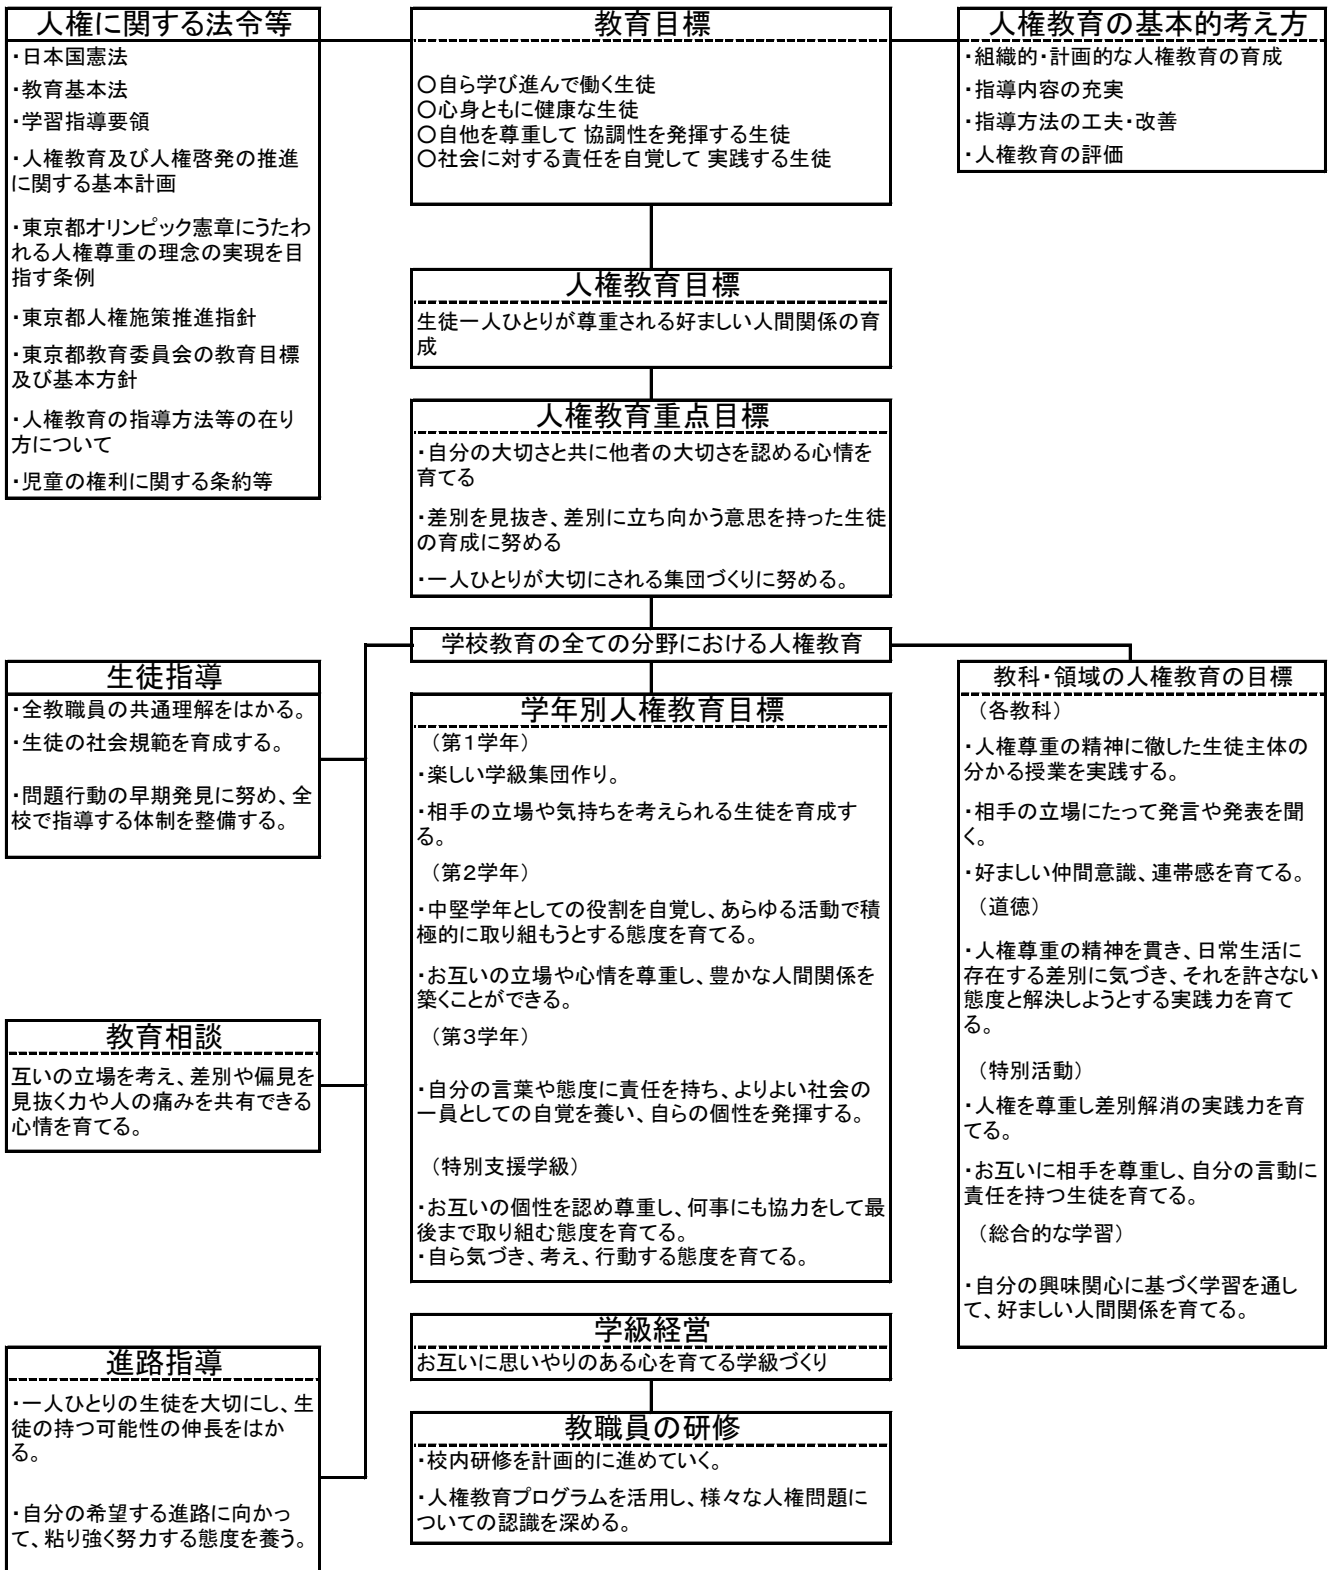 人権に関する法令等
・日本国憲法
・教育基本法
・学習指導要領
・人権教育及び人権啓発の推進
に関する基本計画
・東京都オリンピック憲章にうたわ
れる人権尊重の理念の実現を目
指す条例
・東京都人権施策推進指針
・東京都教育委員会の教育目標
及び基本方針
・人権教育の指導方法等の在り
方について
・児童の権利に関する条約等
教育目標
〇自ら学び進んで働く生徒
〇心身ともに健康な生徒
〇自他を尊重して 協調性を発揮する生徒
〇社会に対する責任を自覚して 実践する生徒
人権教育の基本的考え方
・組織的・計画的な人権教育の育成
・指導内容の充実
・指導方法の工夫・改善
・人権教育の評価
人権教育目標
生徒一人ひとりが尊重される好ましい人間関係の育
成
人権教育重点目標
・自分の大切さと共に他者の大切さを認める心情を
育てる
・差別を見抜き、差別に立ち向かう意思を持った生徒
の育成に努める
・一人ひとりが大切にされる集団づくりに努める。
学校教育の全ての分野における人権教育
生徒指導
・全教職員の共通理解をはかる。
・生徒の社会規範を育成する。
・問題行動の早期発見に努め、全
校で指導する体制を整備する。
教育相談
互いの立場を考え、差別や偏見を
見抜く力や人の痛みを共有できる
心情を育てる。
進路指導
・一人ひとりの生徒を大切にし、生
徒の持つ可能性の伸長をはか
る。
・自分の希望する進路に向かっ
て、粘り強く努力する態度を養う。
学年別人権教育目標
（第1学年）
・楽しい学級集団作り。
・相手の立場や気持ちを考えられる生徒を育成す
る。
（第2学年）
・中堅学年としての役割を自覚し、あらゆる活動で積
極的に取り組もうとする態度を育てる。
・お互いの立場や心情を尊重し、豊かな人間関係を
築くことができる。
（第3学年）
・自分の言葉や態度に責任を持ち、よりよい社会の
一員としての自覚を養い、自らの個性を発揮する。
（特別支援学級）
・お互いの個性を認め尊重し、何事にも協力をして最
後まで取り組む態度を育てる。
・自ら気づき、考え、行動する態度を育てる。
学級経営
お互いに思いやりのある心を育てる学級づくり
教職員の研修
・校内研修を計画的に進めていく。
・人権教育プログラムを活用し、様々な人権問題に
ついての認識を深める。
教科・領域の人権教育の目標
（各教科）
・人権尊重の精神に徹した生徒主体の
分かる授業を実践する。
・相手の立場にたって発言や発表を聞
く。
・好ましい仲間意識、連帯感を育てる。
（道徳）
・人権尊重の精神を貫き、日常生活に
存在する差別に気づき、それを許さない
態度と解決しようとする実践力を育て
る。
（特別活動）
・人権を尊重し差別解消の実践力を育
てる。
・お互いに相手を尊重し、自分の言動に
責任を持つ生徒を育てる。
（総合的な学習）
・自分の興味関心に基づく学習を通し
て、好ましい人間関係を育てる。